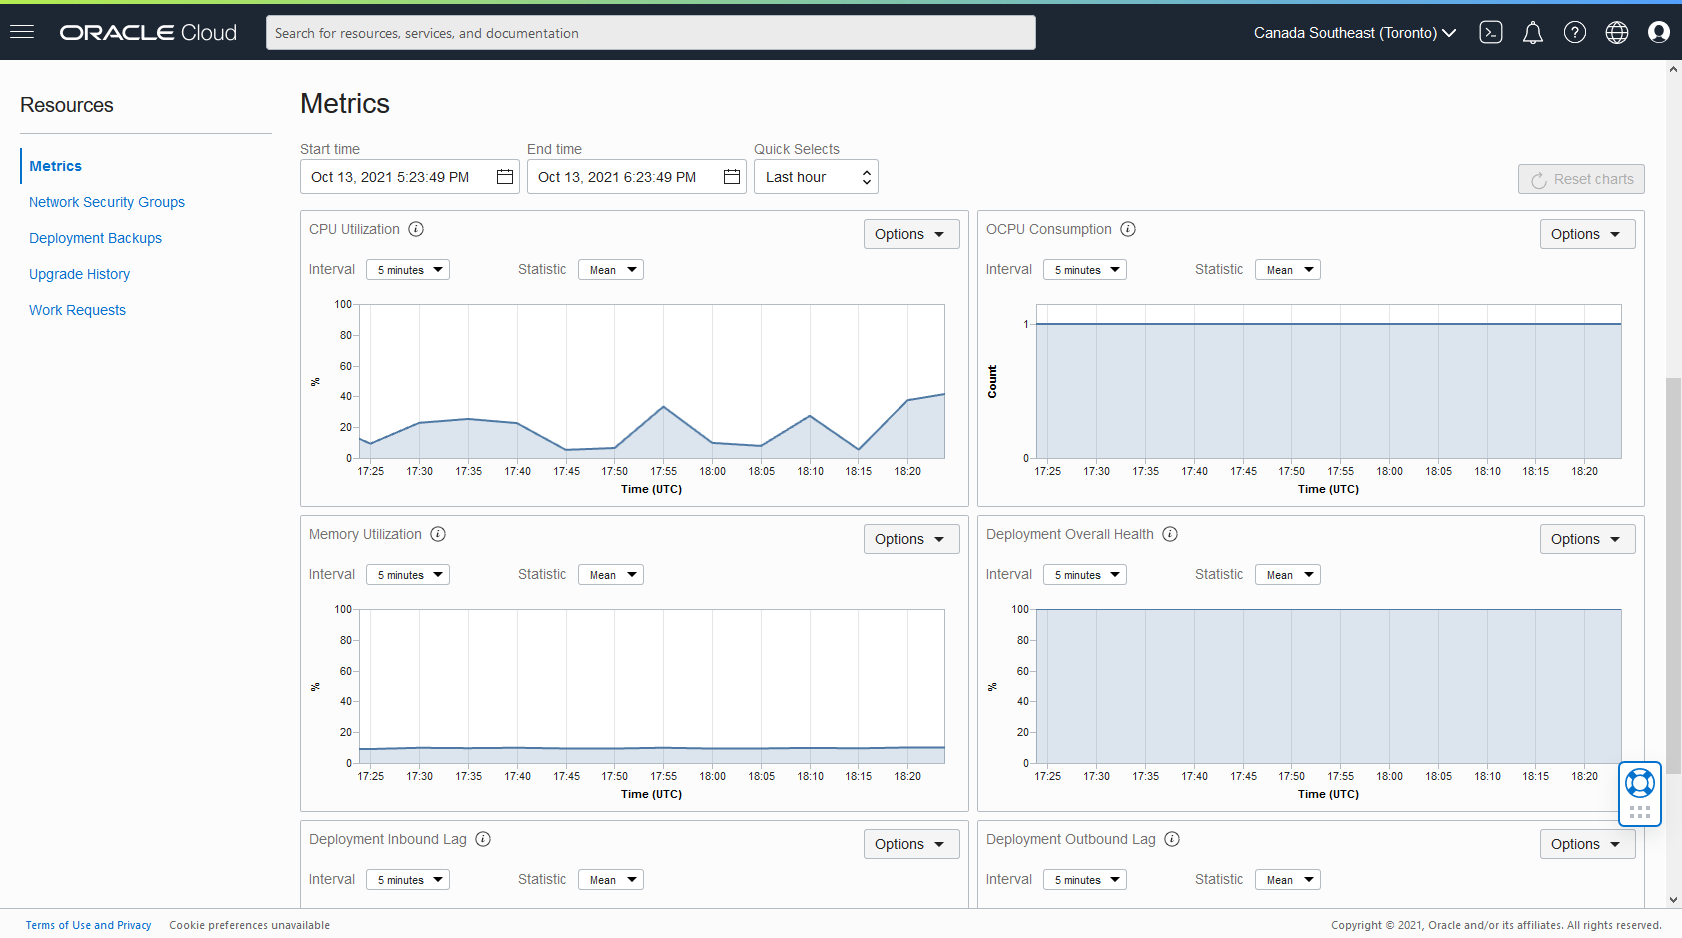 ORACLE Cloud
Search for resources, services, and documentation
Canada Southeast (Toronto)
Resources
Metrics
Network Security Groups
Deployment Backups
Upgrade History
Work Requests
Metrics
Start time End time Quick Selects
Oct 13, 2021 5:23:49 PM Oct 13, 2021 6:23:49 PM Last hour
Reset charts
CPU Utilization Options
Interval 5 minutes Statistic Mean
100
80
60
40
20
0
%
17:25 17:30 17:35 17:40 17:45 17:50 17:55 18:00 18:05 18:10 18:15 18:20
Time (UTC)
OCPU Consumption Options
Interval 5 minutes Statistic Mean
1
0
Count
17:25 17:30 17:35 17:40 17:45 17:50 17:55 18:00 18:05 18:10 18:15 18:20
Time (UTC)
Memory Utilization Options
Interval 5 minutes Statistic Mean
100
80
60
40
20
0
%
17:25 17:30 17:35 17:40 17:45 17:50 17:55 18:00 18:05 18:10 18:15 18:20
Time (UTC)
Deployment Overall Health Options
Interval 5 minutes Statistic Mean
100
80
60
40
20
0
%
17:25 17:30 17:35 17:40 17:45 17:50 17:55 18:00 18:05 18:10 18:15 18:20
Time (UTC)
Deployment Inbound Lag Options
Interval 5 minutes Statistic Mean
Deployment Outbound Lag Options
Interval 5 minutes Statistic Mean
Terms of Use and Privacy Cookie preferences unavailable
Copyright © 2021, Oracle and/or its affiliates. All rights reserved.